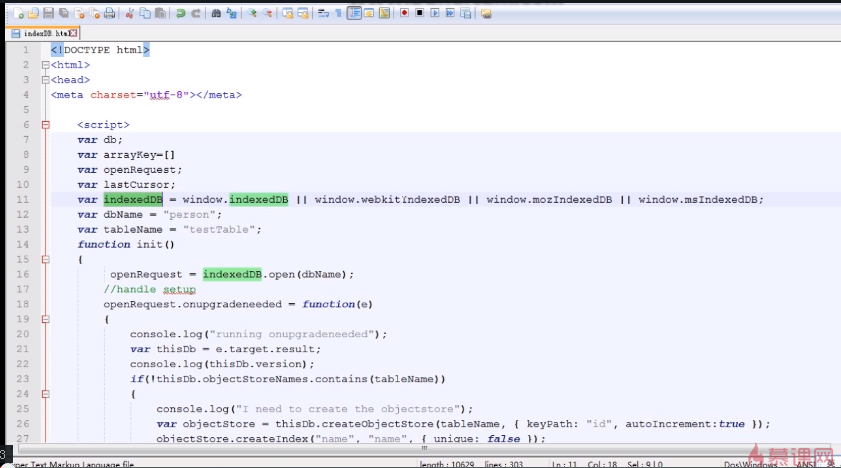 indexDB.html
1 <!DOCTYPE html>
2 <html>
3 <head>
4 <meta charset="utf-8"></meta>
5
6 <script>
7 var db;
8 var arrayKey=[]
9 var openRequest;
10 var lastCursor;
11 var indexedDB = window.indexedDB || window.webkitIndexedDB || window.mozIndexedDB || window.msIndexedDB;
12 var dbName = "person";
13 var tableName = "testTable";
14 function init()
15 {
16 openRequest = indexedDB.open(dbName);
17 //handle setup
18 openRequest.onupgradeneeded = function(e)
19 {
20 console.log("running onupgradeneeded");
21 var thisDb = e.target.result;
22 console.log(thisDb.version);
23 if(!thisDb.objectStoreNames.contains(tableName))
24 {
25 console.log("I need to create the objectstore");
26 var objectStore = thisDb.createObjectStore(tableName, { keyPath: "id", autoIncrement:true });
27 objectStore.createIndex("name", "name", { unique: false });
3
yper Text Markup Language file length : 10629 lines : 303 Ln : 11 Col : 18 Sel : 9 | 0 Dos\Windows ANSI
慕课网